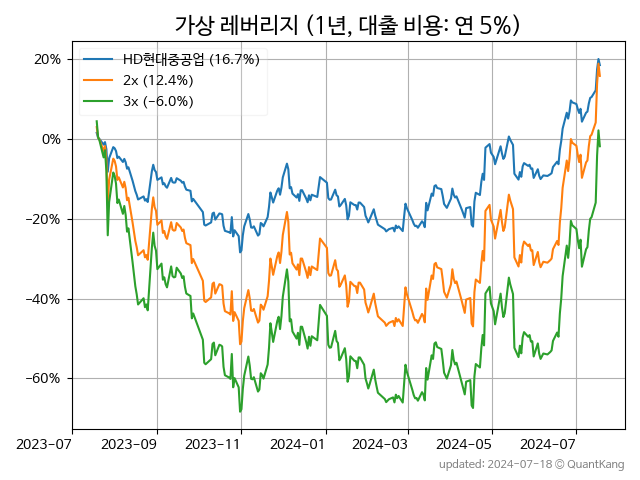 가상 레버리지 (1년, 대출 비용: 연 5%)
HD현대중공업 (16.7%)
2x (12.4%)
3x (−6.0%)
20%
0%
−20%
−40%
−60%
2023-07
2023-09
2023-11
2024-01
2024-03
2024-05
2024-07
updated: 2024-07-18 © QuantKang